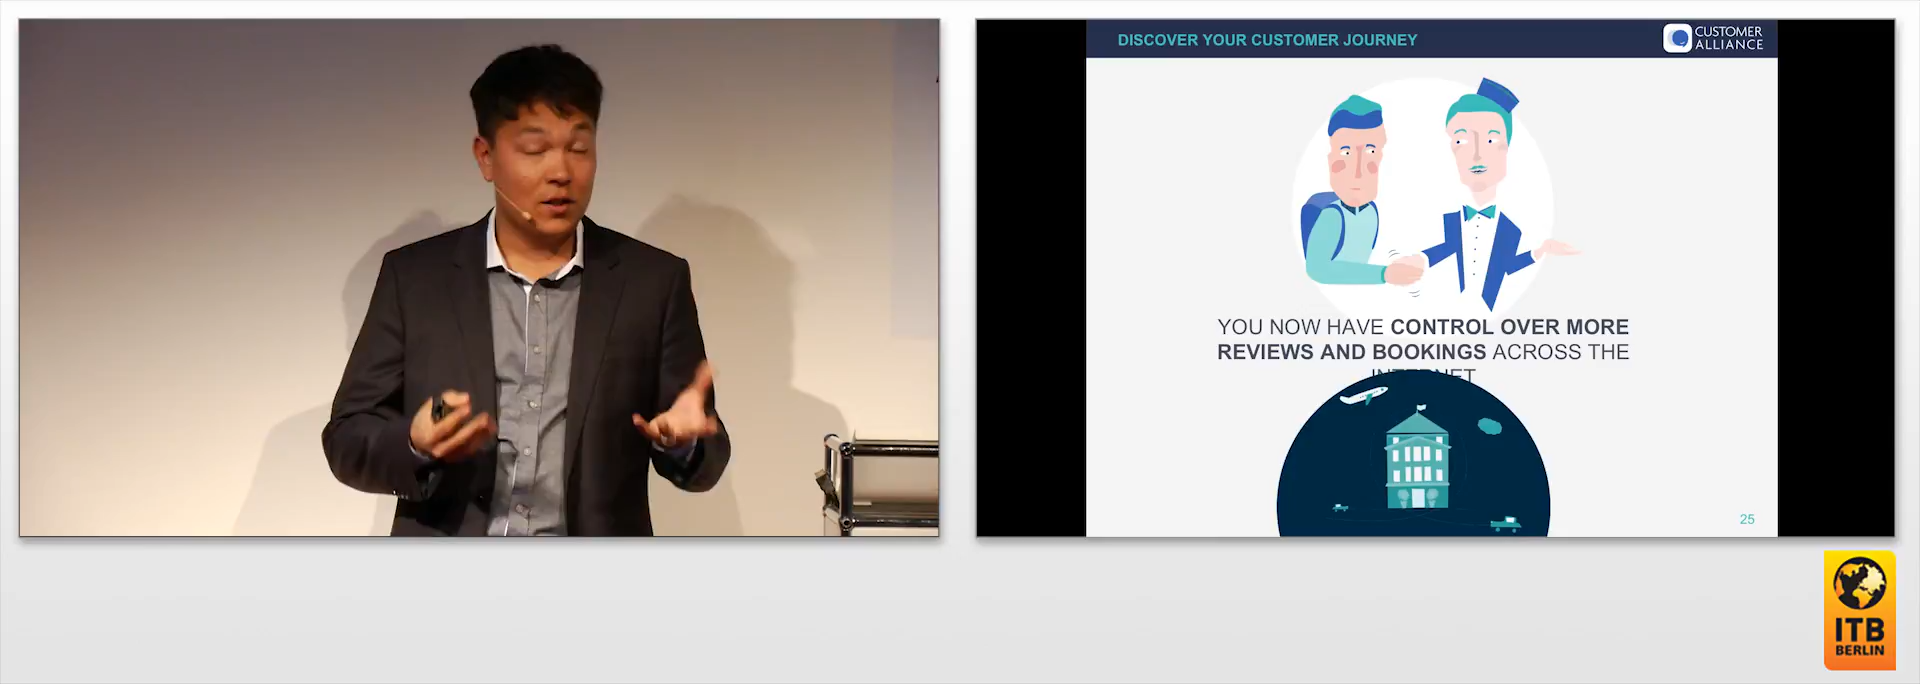 DISCOVER YOUR CUSTOMER JOURNEY
CUSTOMER
ALLIANCE
YOU NOW HAVE CONTROL OVER MORE
REVIEWS AND BOOKINGS ACROSS THE
INTERNET
25
ITB
BERLIN